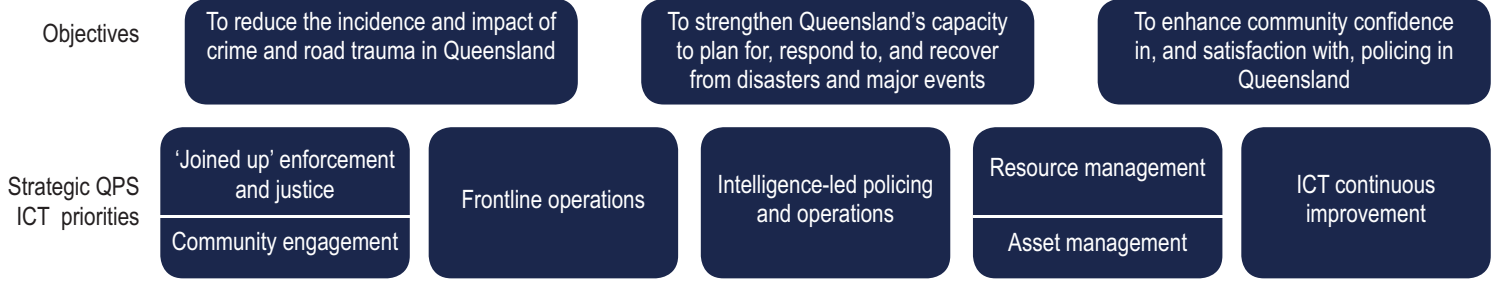 Objectives
To reduce the incidence and impact of
crime and road trauma in Queensland
To strengthen Queensland's capacity
to plan for, respond to, and recover
from disasters and major events
To enhance community confidence
in, and satisfaction with, policing in
Queensland
Strategic QPS
ICT priorities
‘Joined up’ enforcement
and justice
Community engagement
Frontline operations
Intelligence-led policing
and operations
Resource management
Asset management
ICT continuous
improvement